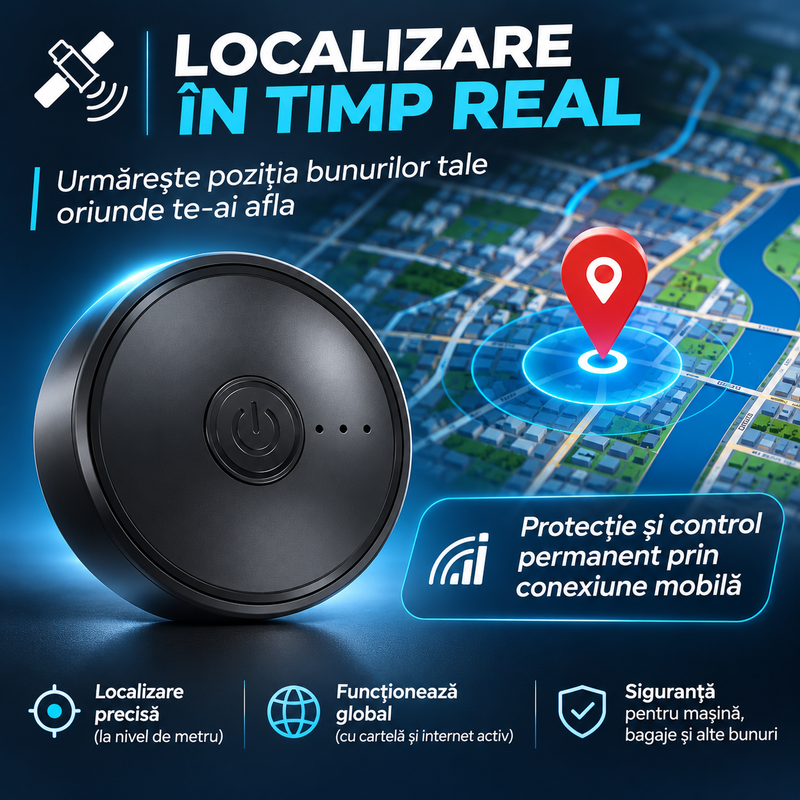 LOCALIZARE
ÎN TIMP REAL
Urmărește poziția bunurilor tale
oriunde te-ai afla
Protecție și control
permanent prin
conexiune mobilă
Localizare
precisă
(la nivel de metru)
Funcționează
global
(cu cartelă și internet activ)
Siguranță
pentru mașină,
bagaje și alte bunuri